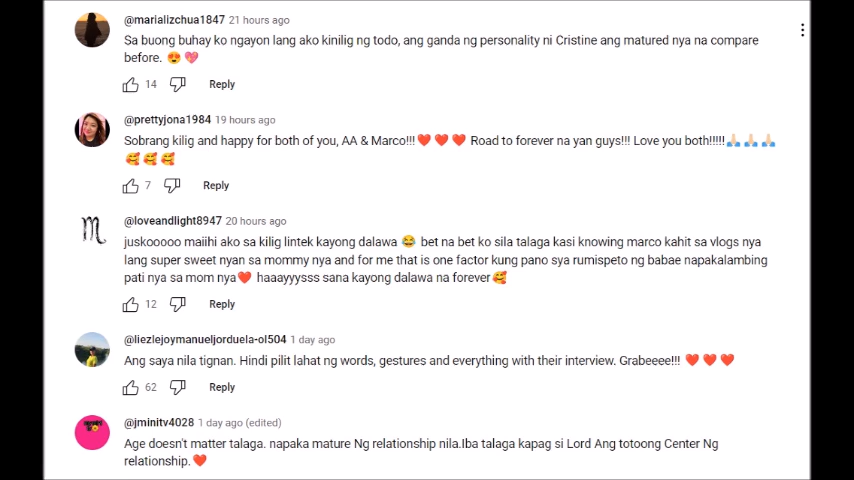 @marializchua1847 21 hours ago
Sa buong buhay ko ngayon lang ako kinilig ng todo, ang ganda ng personality ni Cristine ang matured nya na compare
before. 😍 💖
14 Reply
@prettyjona1984 19 hours ago
Sobrang kilig and happy for both of you, AA & Marco!!!❤️ ❤️ ❤️ Road to forever na yan guys!!! Love you both!!!!!🙏🏻 🙏🏻 🙏🏻
🥰 🥰 🥰
7 Reply
@loveandlight8947 20 hours ago
juskooooo maiihi ako sa kilig lintek kayong dalawa 😂 bet na bet ko sila talaga kasi knowing marco kahit sa vlogs nya
lang super sweet nyan sa mommy nya and for me that is one factor kung pano sya rumispeto ng babae napakalambing
pati nya sa mom nya❤️ haaayyysss sana kayong dalawa na forever🥰
12 Reply
@liezlejoymanueljorduela-ol504 1 day ago
Ang saya nila tignan. Hindi pilit lahat ng words, gestures and everything with their interview. Grabeeee!!! ❤️ ❤️ ❤️
62 Reply
@jminitv4028 1 day ago (edited)
Age doesn't matter talaga. napaka mature Ng relationship nila.Iba talaga kapag si Lord Ang totoong Center Ng
relationship.❤️